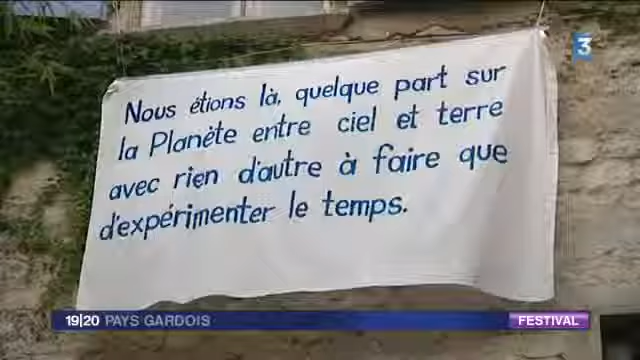 3
Nous étions là, quelque part sur
la Planète entre ciel et terre
avec rien d'autre à faire que
d'expérimenter le temps.
19|20 PAYS GARDOIS
FESTIVAL